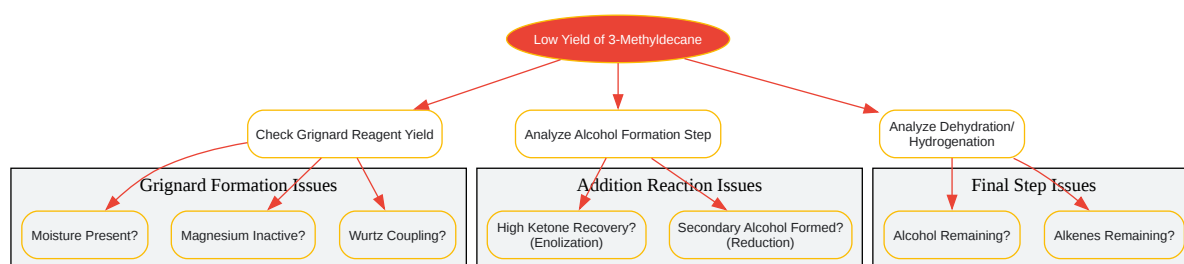 Low Yield of 3-Methyldecane
Check Grignard Reagent Yield
Analyze Alcohol Formation Step
Analyze Dehydration/
Hydrogenation
Grignard Formation Issues
Addition Reaction Issues
Final Step Issues
Moisture Present?
Magnesium Inactive?
Wurtz Coupling?
High Ketone Recovery?
(Enolization)
Secondary Alcohol Formed?
(Reduction)
Alcohol Remaining?
Alkenes Remaining?